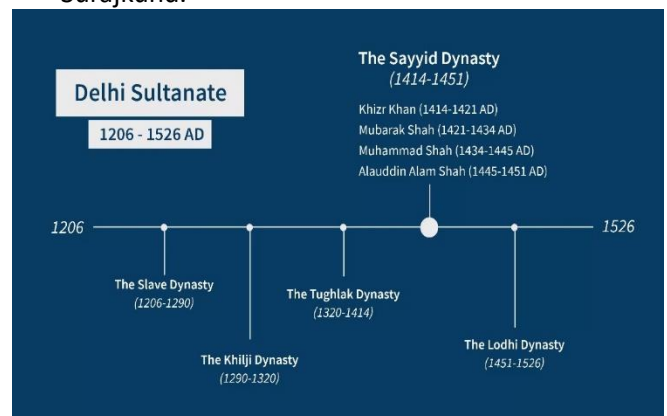 Surajkund.
Delhi Sultanate
1206 - 1526 AD
The Sayyid Dynasty
(1414-1451)
Khizr Khan (1414-1421 AD)
Mubarak Shah (1421-1434 AD)
Muhammad Shah (1434-1445 AD)
Alauddin Alam Shah (1445-1451 AD)
1206
1526
The Slave Dynasty
(1206-1290)
The Khilji Dynasty
(1290-1320)
The Tughlak Dynasty
(1320-1414)
The Lodhi Dynasty
(1451-1526)